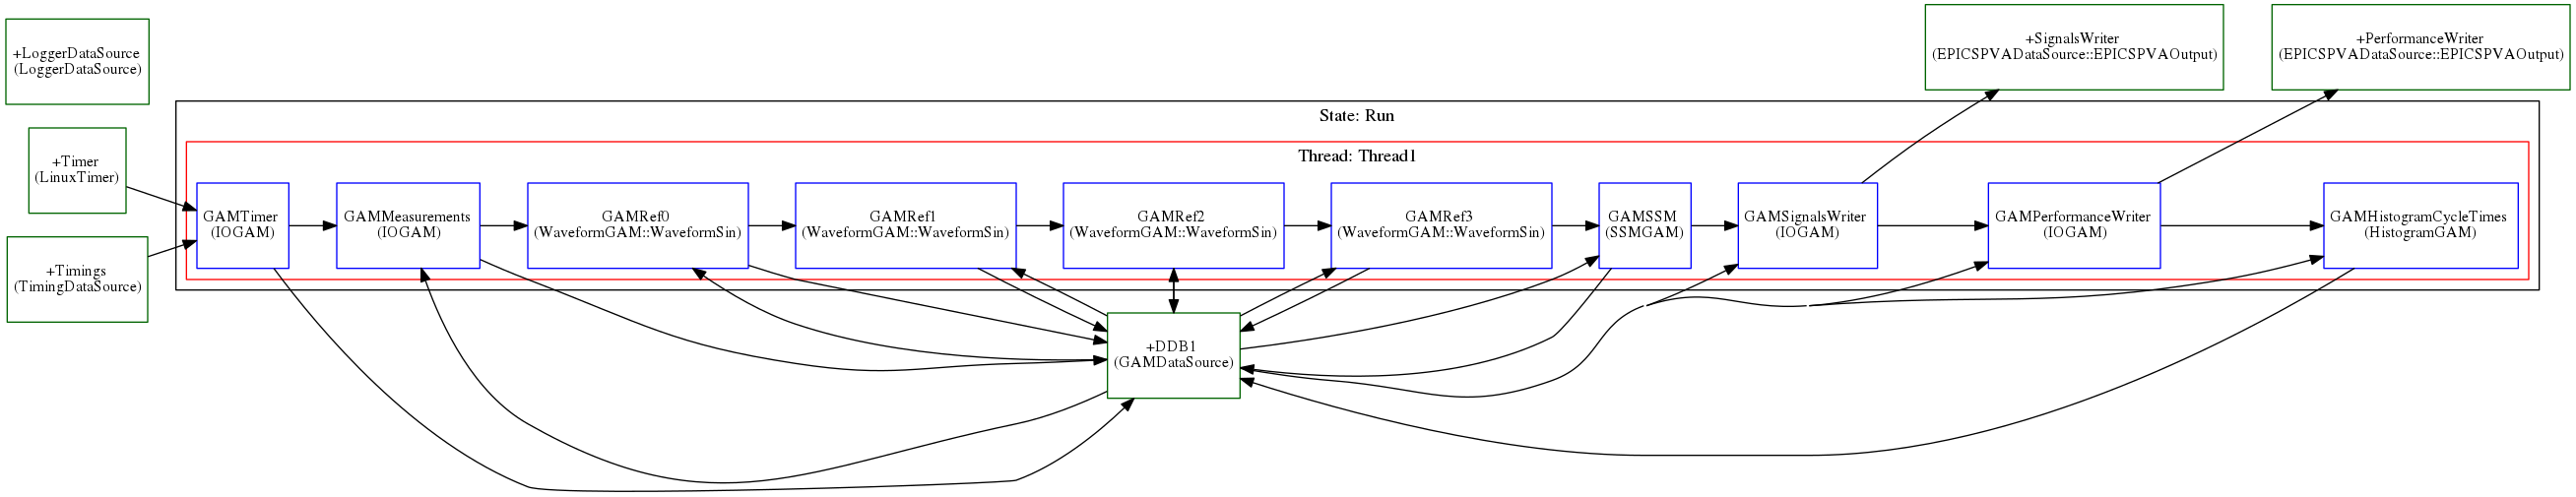 +LoggerDataSource
(LoggerDataSource)
+SignalsWriter
(EPICSPVADataSource::EPICSPVAOutput)
+PerformanceWriter
(EPICSPVADataSource::EPICSPVAOutput)
State: Run
Thread: Thread1
+Timer
(LinuxTimer)
+Timings
(TimingDataSource)
GAMTimer
(IOGAM)
GAMMeasurements
(IOGAM)
GAMRef0
(WaveformGAM::WaveformSin)
GAMRef1
(WaveformGAM::WaveformSin)
GAMRef2
(WaveformGAM::WaveformSin)
GAMRef3
(WaveformGAM::WaveformSin)
GAMSSM
(SSMGAM)
GAMSignalsWriter
(IOGAM)
GAMPerformanceWriter
(IOGAM)
GAMHistogramCycleTimes
(HistogramGAM)
+DDB1
(GAMDataSource)